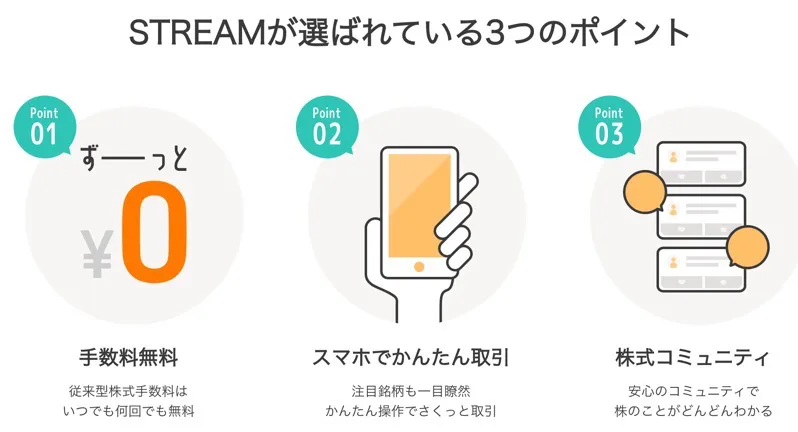 STREAMが選ばれている3つのポイント
Point
01
ずーっと
¥0
手数料無料
従来型株式手数料は
いつでも何回でも無料
Point
02
スマホでかんたん取引
注目銘柄も一目瞭然
かんたん操作でさくっと取引
Point
03
株式コミュニティ
安心のコミュニティで
株のことがどんどんわかる